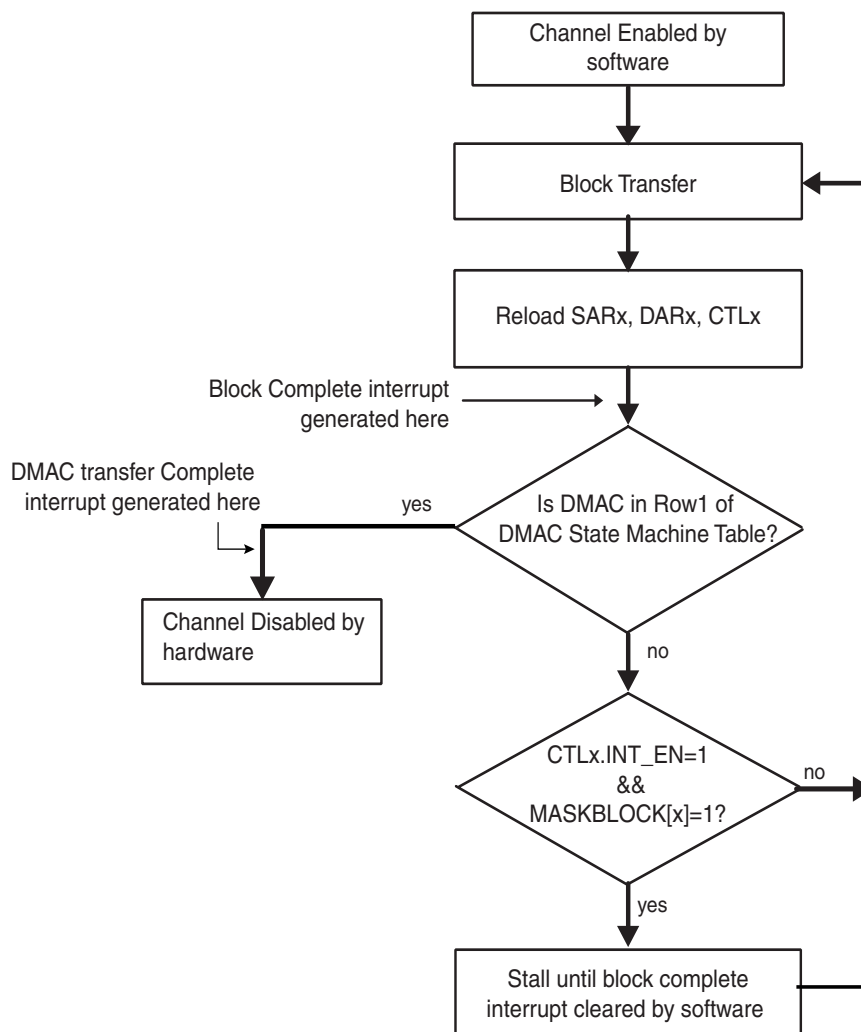 Channel Enabled by
software
Block Transfer
Reload SARx, DARx, CTLx
Block Complete interrupt
generated here
DMAC transfer Complete
interrupt generated here
yes
Is DMAC in Row1 of
DMAC State Machine Table?
Channel Disabled by
hardware
no
CTLx.INT_EN=1
&&
MASKBLOCK[x]=1?
no
yes
Stall until block complete
interrupt cleared by software